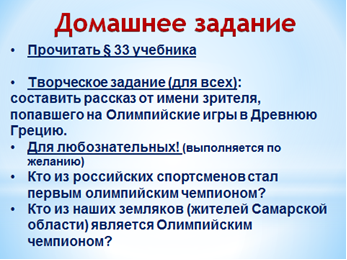 Домашнее задание
• Прочитать § 33 учебника
• Творческое задание (для всех):
составить рассказ от имени зрителя,
попавшего на Олимпийские игры в Древнюю
Грецию.
• Для любознательных! (выполняется по
желанию)
• Кто из российских спортсменов стал
первым олимпийским чемпионом?
• Кто из наших земляков (жителей Самарской
области) является Олимпийским
чемпионом?